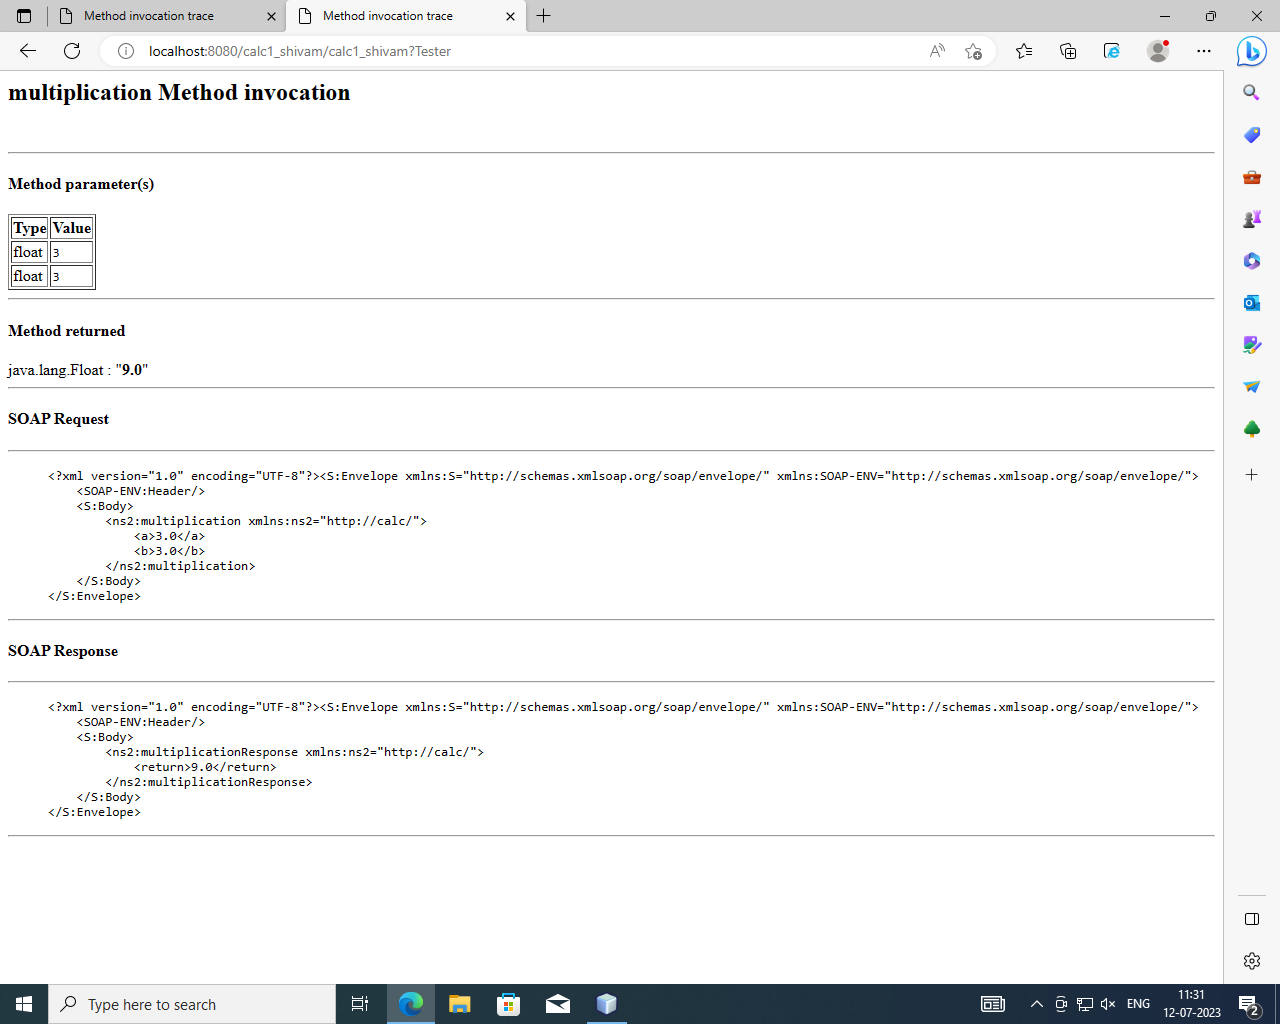 Method invocation trace
Method invocation trace
localhost:8080/calc1_shivam/calc1_shivam?Tester
multiplication Method invocation
Method parameter(s)
Type Value
float 3
float 3
Method returned
java.lang.Float : "9.0"
SOAP Request
<?xml version="1.0" encoding="UTF-8"?><S:Envelope xmlns:S="http://schemas.xmlsoap.org/soap/envelope/" xmlns:SOAP-ENV="http://schemas.xmlsoap.org/soap/envelope/">
<SOAP-ENV:Header/>
<S:Body>
<ns2:multiplication xmlns:ns2="http://calc/">
<a>3.0</a>
<b>3.0</b>
</ns2:multiplication>
</S:Body>
</S:Envelope>
SOAP Response
<?xml version="1.0" encoding="UTF-8"?><S:Envelope xmlns:S="http://schemas.xmlsoap.org/soap/envelope/" xmlns:SOAP-ENV="http://schemas.xmlsoap.org/soap/envelope/">
<SOAP-ENV:Header/>
<S:Body>
<ns2:multiplicationResponse xmlns:ns2="http://calc/">
<return>9.0</return>
</ns2:multiplicationResponse>
</S:Body>
</S:Envelope>
Type here to search
ENG
11:31
12-07-2023
2